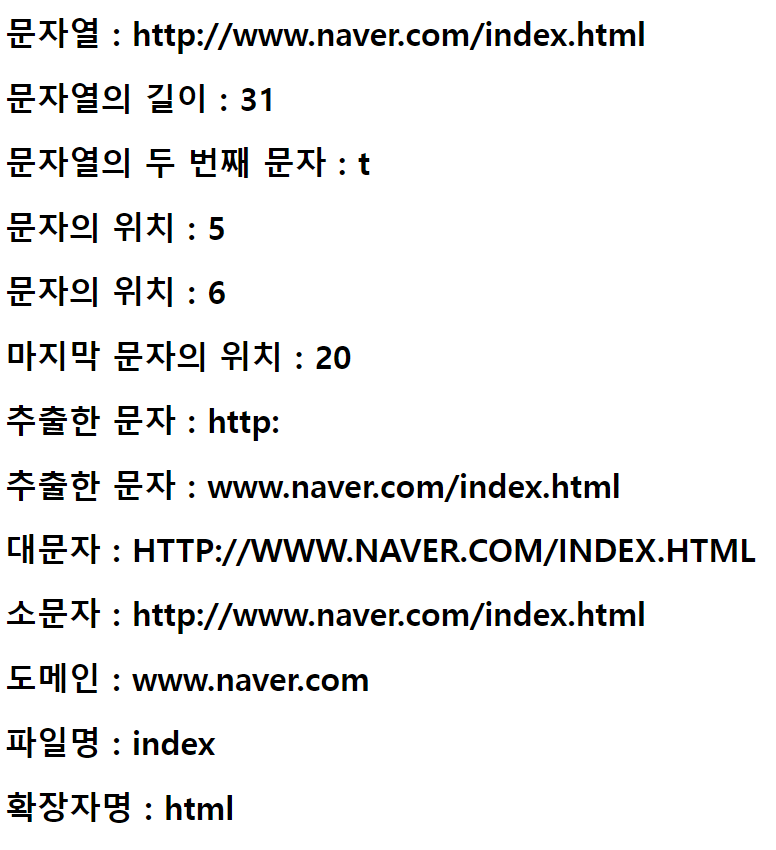 문자열 : http://www.naver.com/index.html
문자열의 길이 : 31
문자열의 두 번째 문자 : t
문자의 위치 : 5
문자의 위치 : 6
마지막 문자의 위치 : 20
추출한 문자 : http:
추출한 문자 : www.naver.com/index.html
대문자 : HTTP://WWW.NAVER.COM/INDEX.HTML
소문자 : http://www.naver.com/index.html
도메인 : www.naver.com
파일명 : index
확장자명 : html